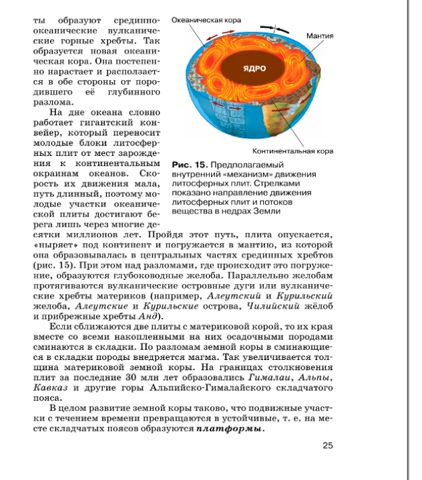 ты образуют срединно-
океанические вулканиче-
ские горные хребты. Так
образуется новая океани-
ческая кора. Она постепен-
но нарастает и расползает-
ся в обе стороны от поро-
дившего её глубинного
разлома.
На дне океана словно
работает гигантский кон-
вейер, который переносит
молодые блоки литосфер-
ных плит от мест зарожде-
ния к континентальным
окраинам океанов. Ско-
рость их движения мала,
путь длинный, поэтому мо-
лодые участки океаниче-
ской плиты достигают бе-
рега лишь через многие де-
Океаническая кора
Мантия
ЯДРО
Континентальная кора
Рис. 15. Предполагаемый
внутренний «механизм» движения
литосферных плит. Стрелками
показано направление движения
литосферных плит и потоков
вещества в недрах Земли
сятки миллионов лет. Пройдя этот путь, плита опускается,
«ныряет» под континент и погружается в мантию, из которой
она образовывалась в центральных частях срединных хребтов
(рис. 15). При этом над разломами, где происходит это погруже-
ние, образуются глубоководные желоба. Параллельно желобам
протягиваются вулканические островные дуги или вулканиче-
ские хребты материков (например, Алеутский и Курильский
желоба, Алеутские и Курильские острова, Чилийский жёлоб
и прибрежные хребты Анд).
Если сближаются две плиты с материковой корой, то их края
вместе со всеми накопленными на них осадочными породами
сминаются в складки. По разломам земной коры в сминающие-
ся в складки породы внедряется магма. Так увеличивается тол-
щина материковой земной коры. На границах столкновения
плит за последние 30 млн лет образовались Гималаи, Альпы,
Кавказ и другие горы Альпийско-Гималайского складчатого
пояса.
В целом развитие земной коры таково, что подвижные участ-
ки с течением времени превращаются в устойчивые, т. е. на ме-
сте складчатых поясов образуются платформы.
25